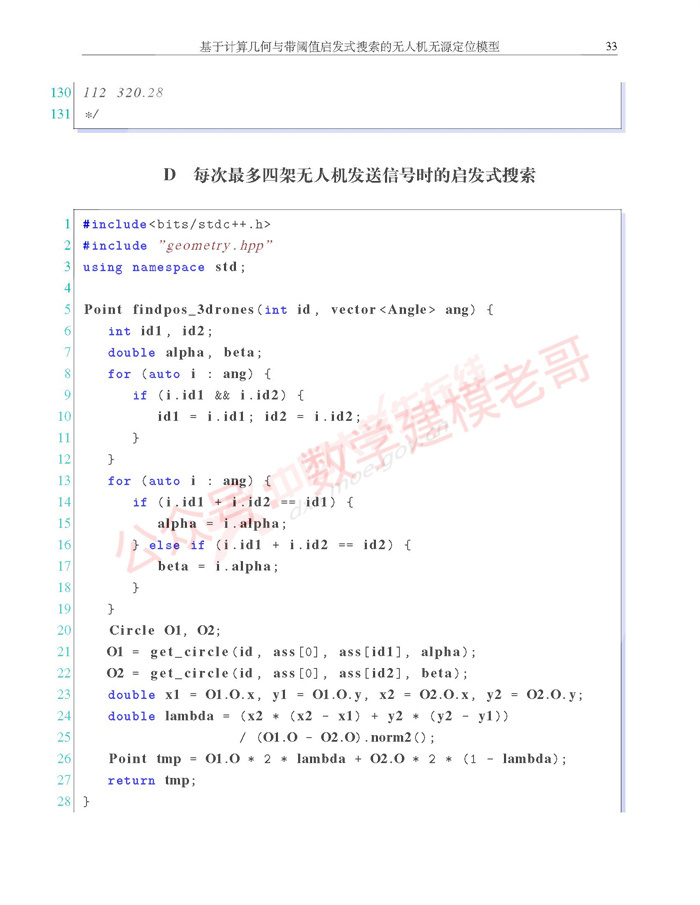 基于计算几何与带阈值启发式搜索的无人机无源定位模型 33
130 112 320.28
131 */
D 每次最多四架无人机发送信号时的启发式搜索
1 #include<bits/stdc++.h>
2 #include "geometry.hpp"
3 using namespace std;
4
5 Point findpos_3drones(int id, vector<Angle> ang) {
6 int id1, id2;
7 double alpha, beta;
8 for (auto i : ang) {
9 if (i.id1 && i.id2) {
10 id1 = i.id1; id2 = i.id2;
11 }
12 }
13 for (auto i : ang) {
14 if (i.id1 + i.id2 == id1) {
15 alpha = i.alpha;
16 } else if (i.id1 + i.id2 == id2) {
17 beta = i.alpha;
18 }
19 }
20 Circle O1, O2;
21 O1 = get_circle(id, ass[0], ass[id1], alpha);
22 O2 = get_circle(id, ass[0], ass[id2], beta);
23 double x1 = O1.O.x, y1 = O1.O.y, x2 = O2.O.x, y2 = O2.O.y;
24 double lambda = (x2 * (x2 - x1) + y2 * (y2 - y1))
25 / (O1.O - O2.O).norm2();
26 Point tmp = O1.O * 2 * lambda + O2.O * 2 * (1 - lambda);
27 return tmp;
28 }
公众号:数学建模老哥